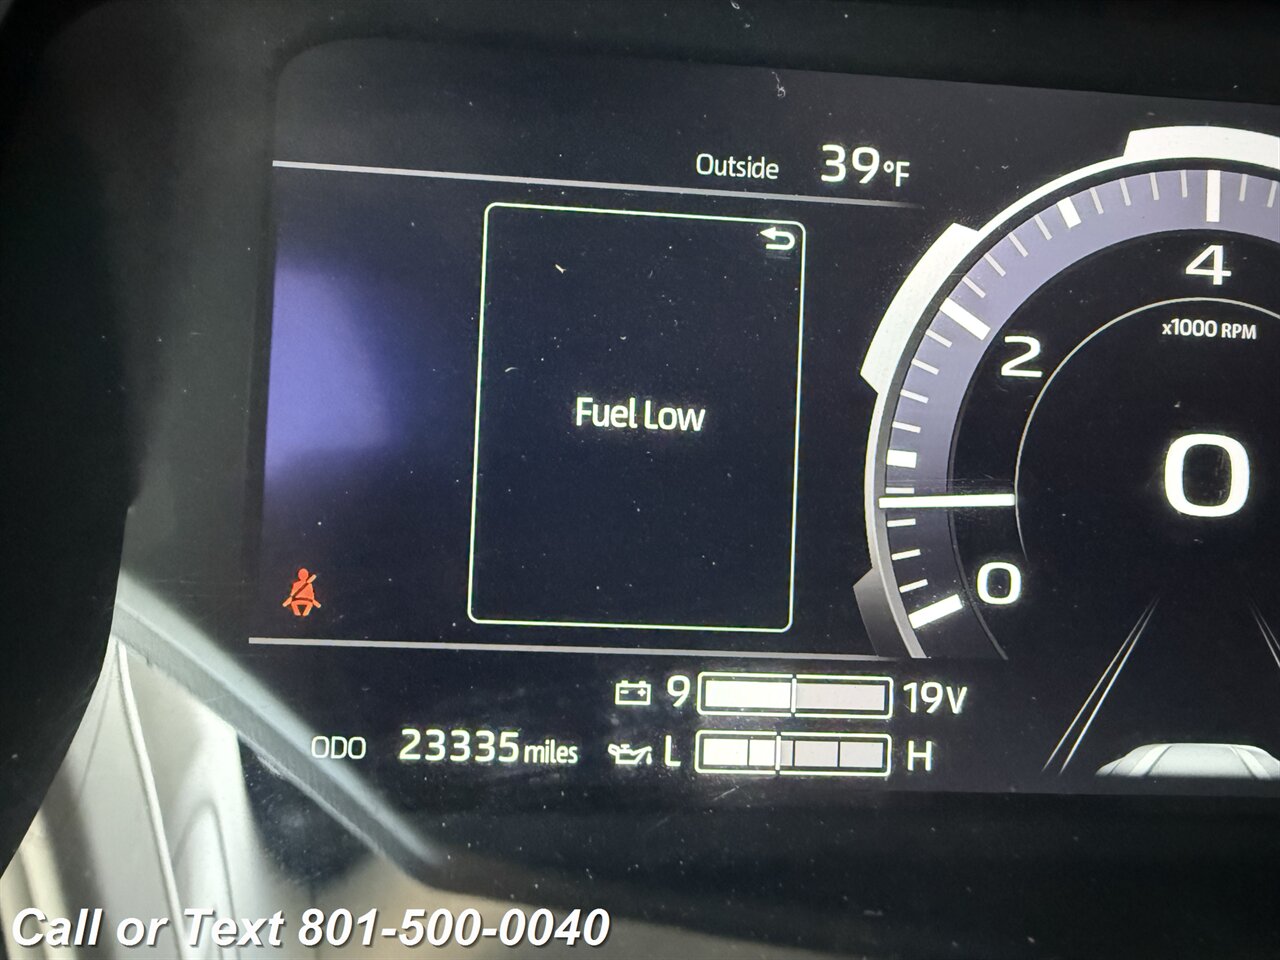 Outside 39°F
4
x1000 RPM
2
Fuel Low
0
0
9 19V
ODO 23335 miles L H
Call or Text 801-500-0040